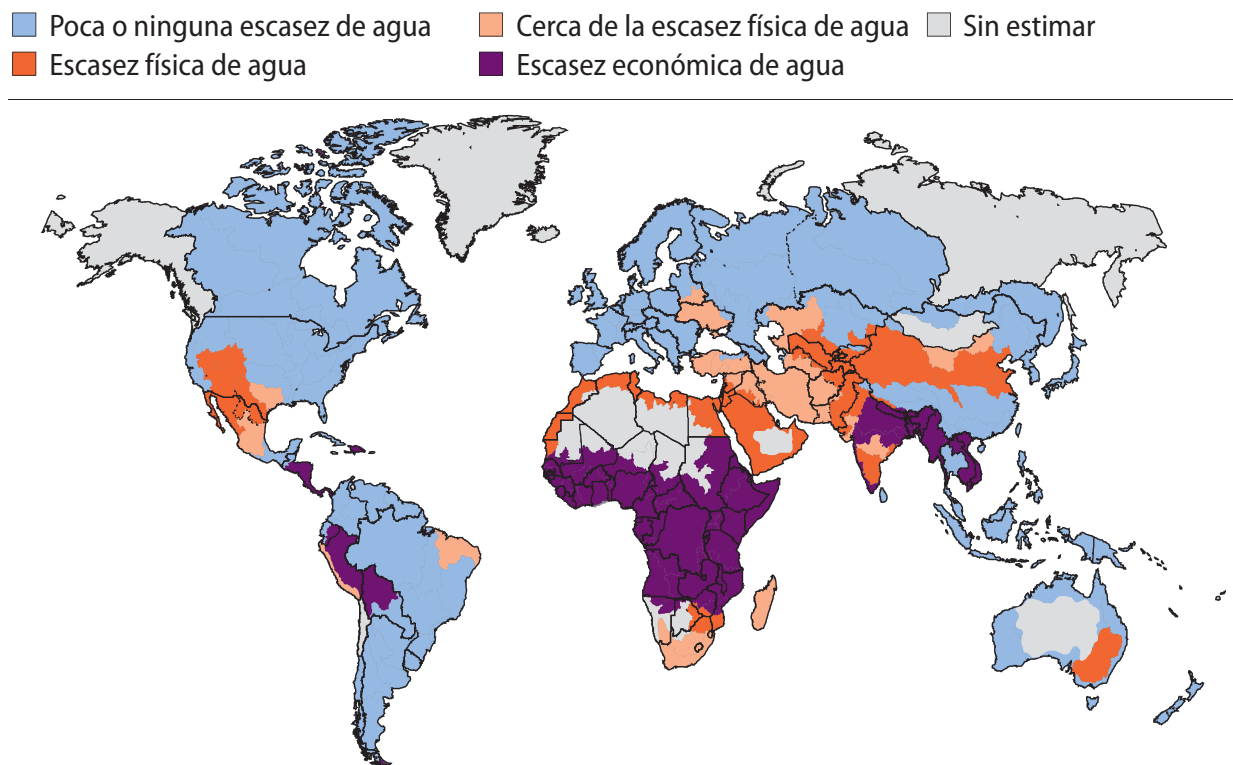 Poca o ninguna escasez de agua
Cerca de la escasez física de agua
Sin estimar
Escasez física de agua
Escasez económica de agua